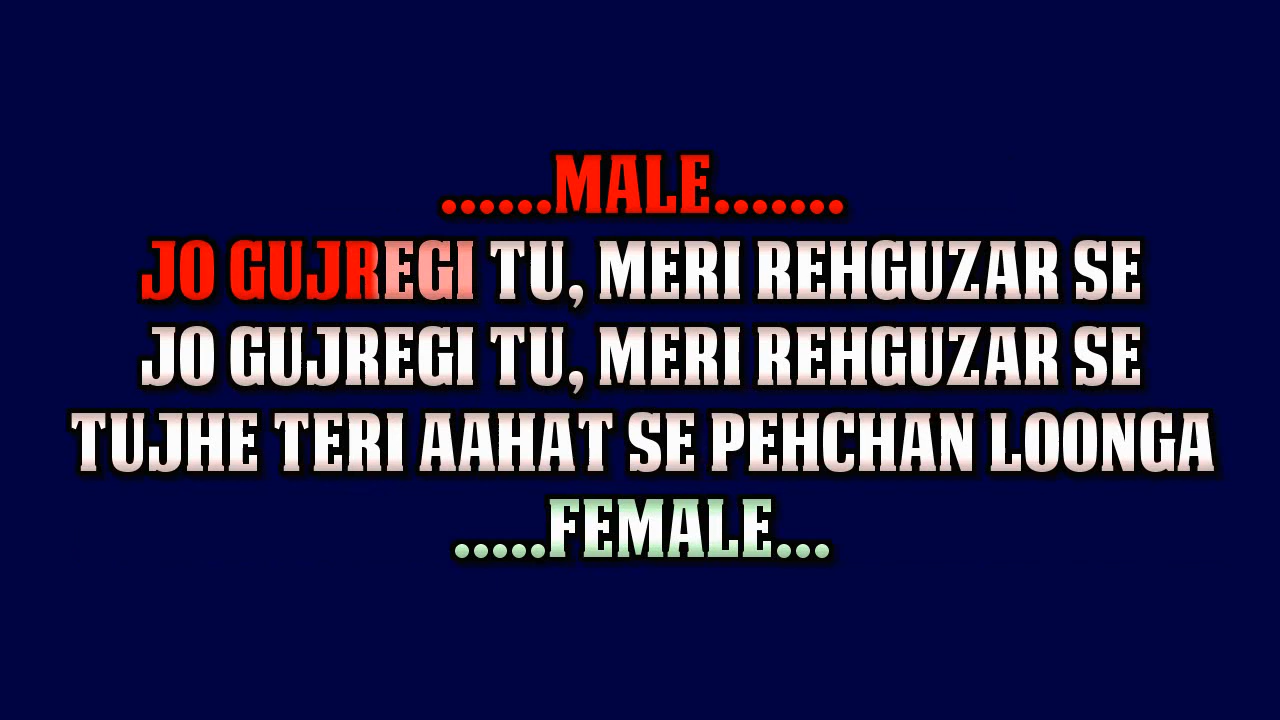 ......MALE.......
JO GUJREGI TU, MERI REHGUZAR SE
JO GUJREGI TU, MERI REHGUZAR SE
TUJHE TERI AAHAT SE PEHCHAN LOONGA
.....FEMALE...